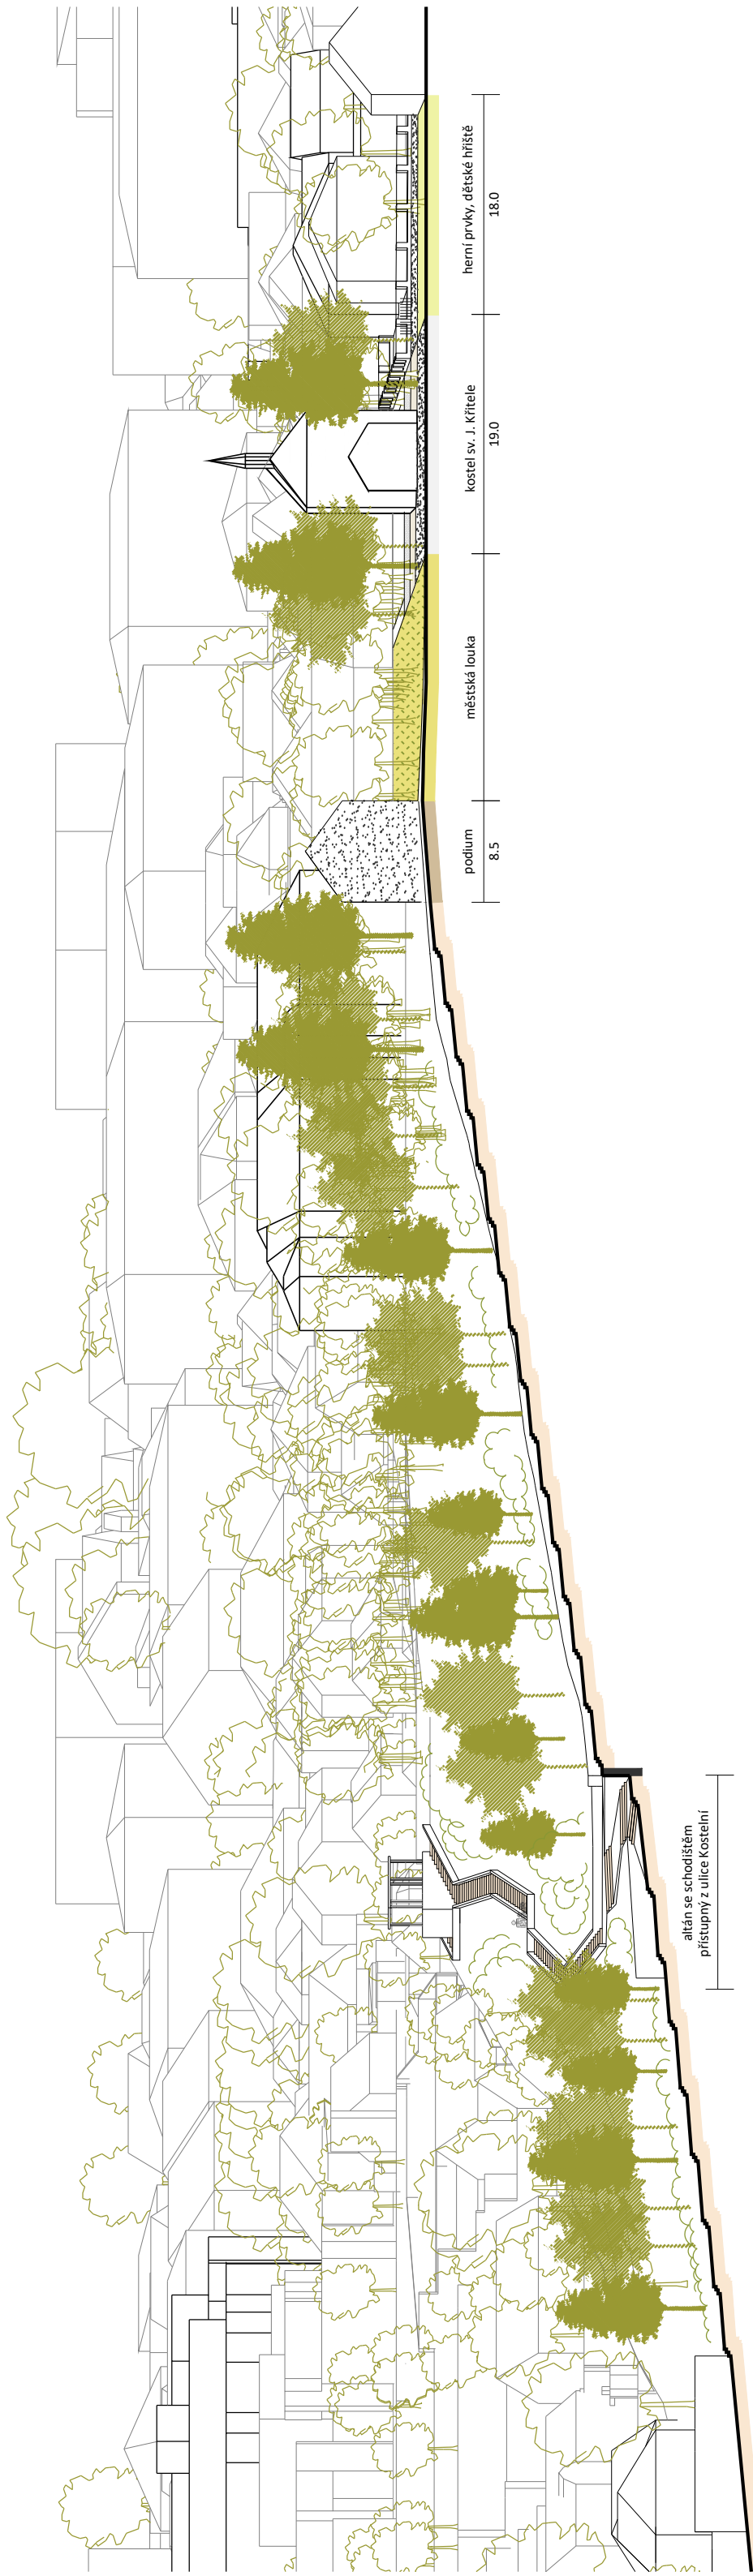 altán se schodištěm
přístupný z ulice Kostelní
podium
8.5
městská louka
kostel sv. J. Křitele
19.0
herní prvky, dětské hřiště
18.0